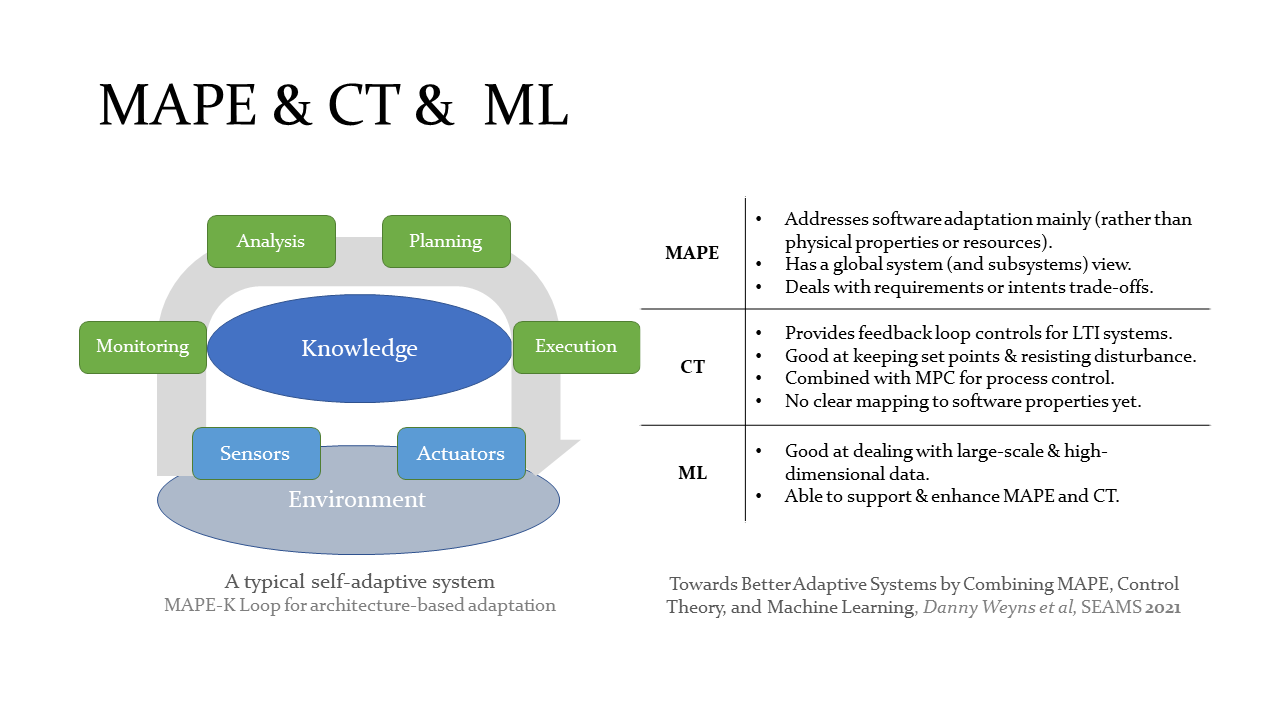 MAPE & CT & ML
Analysis
Planning
Monitoring
Knowledge
Execution
Sensors
Actuators
Environment
A typical self-adaptive system
MAPE-K Loop for architecture-based adaptation
MAPE
• Addresses software adaptation mainly (rather than
physical properties or resources).
• Has a global system (and subsystems) view.
• Deals with requirements or intents trade-offs.
CT
• Provides feedback loop controls for LTI systems.
• Good at keeping set points & resisting disturbance.
• Combined with MPC for process control.
• No clear mapping to software properties yet.
ML
• Good at dealing with large-scale & high-
dimensional data.
• Able to support & enhance MAPE and CT.
Towards Better Adaptive Systems by Combining MAPE, Control
Theory, and Machine Learning, Danny Weyns et al, SEAMS 2021